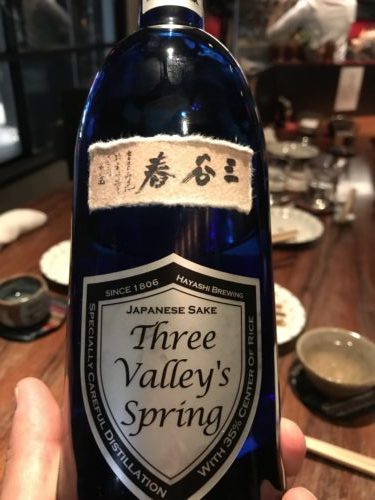 三谷春
SINCE 1806
HAYASHI BREWING
JAPANESE SAKE
Three
Valley's
Spring
SPECIALLY CAREFUL DISTILLATION
WITH 35% CENTER OF RICE